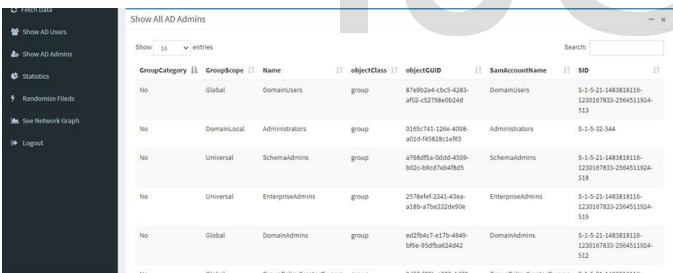 Fetch Data
Show AD Users
Show AD Admins
Statistics
Randomize Fileds
See Network Graph
Logout
Show All AD Admins
Show 10 entries
Search:
GroupCategory GroupScope Name objectClass objectGUID SamAccountName SID
No Global DomainUsers group 87e9b2e4-cbc5-4283- DomainUsers S-1-5-21-1483818116-
af02-c52768e0b24d 1230167833-2564511924-
513
No DomainLocal Administrators group 0165c741-126e-4098- Administrators S-1-5-32-544
a01d-f45828c1ef63
No Universal SchemaAdmins group a768df5a-0ddd-4509- SchemaAdmins S-1-5-21-1483818116-
b02c-b9cd7eb4f8d5 1230167833-2564511924-
518
No Universal EnterpriseAdmins group 2578efef-2341-43ea- EnterpriseAdmins S-1-5-21-1483818116-
a18b-a7be332de90e 1230167833-2564511924-
519
No Global DomainAdmins group ed2fb4c7-e17b-4649- DomainAdmins S-1-5-21-1483818116-
bf6e-95dfba624d42 1230167833-2564511924-
512